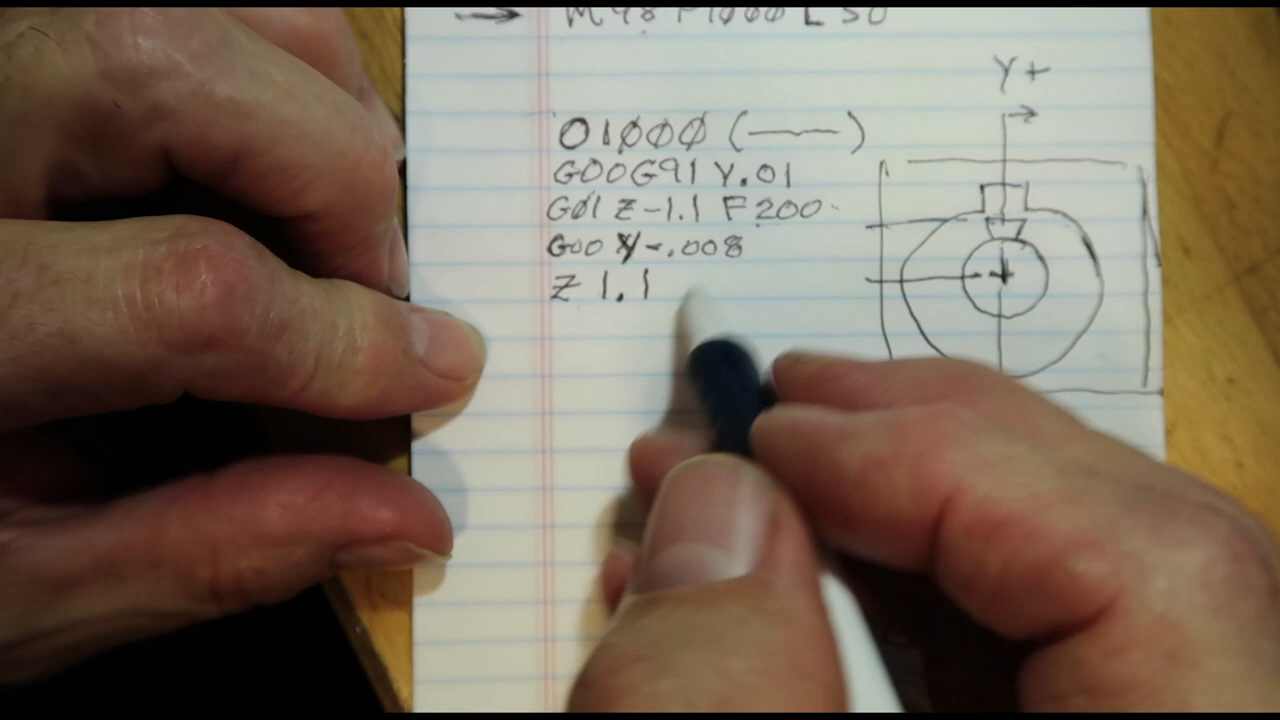 M98 P1000 L50
Y+
O1000 (——)
G00G91 Y.01
G01 Z-1.1 F200
G00 Y-.008
Z 1.1